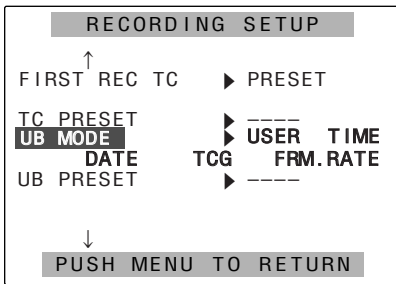 RECORDING SETUP
↑
FIRST REC TC ▶ PRESET
TC PRESET ▶ ----
UB MODE ▶ USER TIME
DATE TCG FRM.RATE
UB PRESET ▶ ----
↓
PUSH MENU TO RETURN